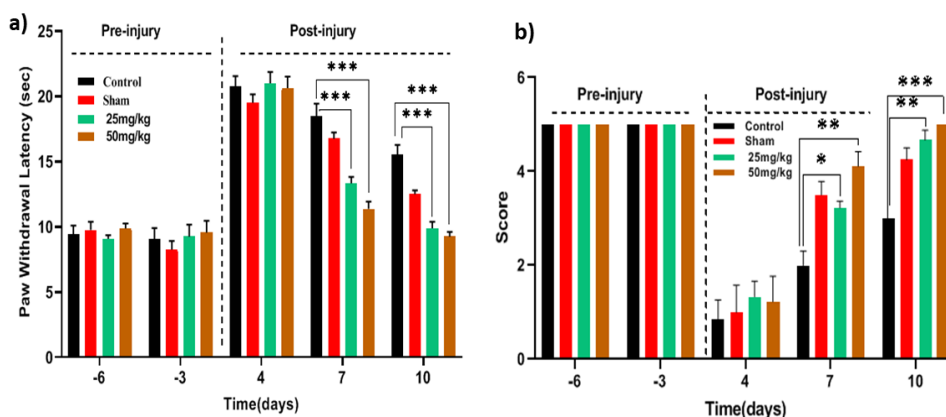 a)
Pre-injury
Post-injury
Control
Sham
25mg/kg
50mg/kg
***
***
***
***
Paw Withdrawal Latency (sec)
25
20
15
10
5
0
-6
-3
4
7
10
Time(days)
b)
Pre-injury
Post-injury
Control
Sham
25mg/kg
50mg/kg
**
*
***
**
Score
6
4
2
0
-6
-3
4
7
10
Time(days)